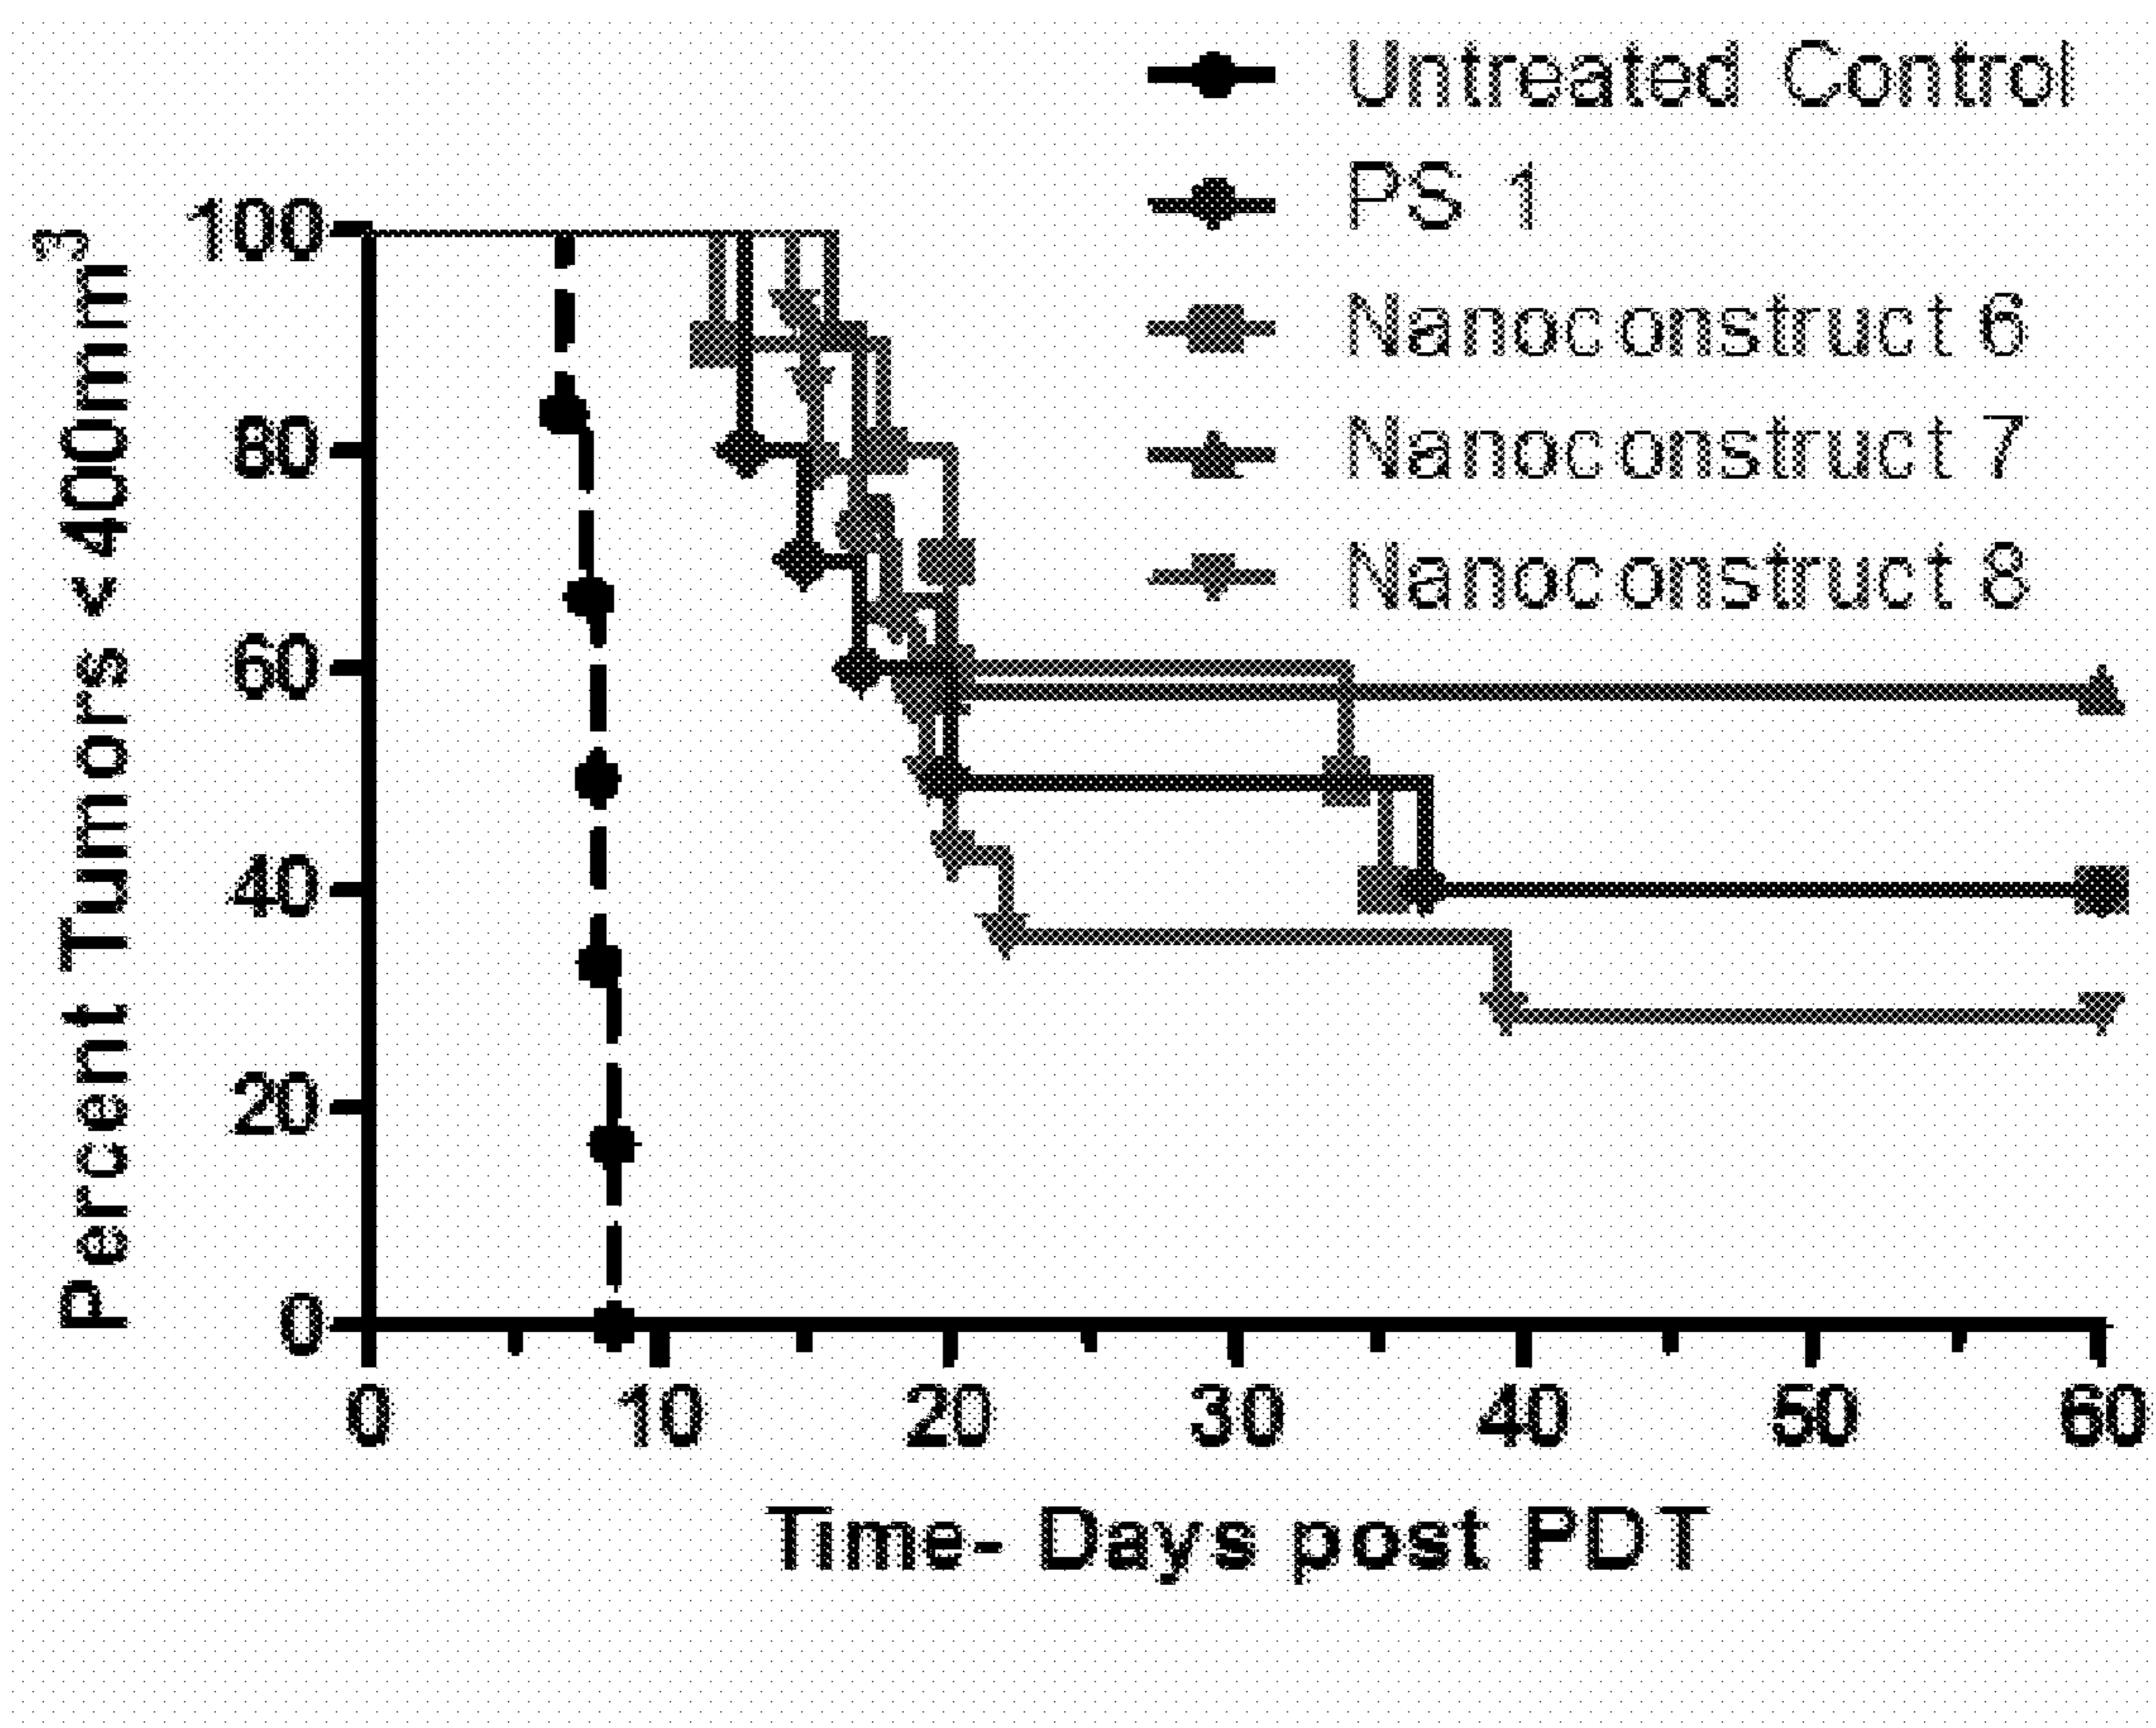 Untreated Control
PS 1
Nanoconstruct 6
Nanoconstruct 7
Nanoconstruct 8
Percent Tumors < 400mm³
100
80
60
40
20
0
0 10 20 30 40 50 60
Time- Days post PDT